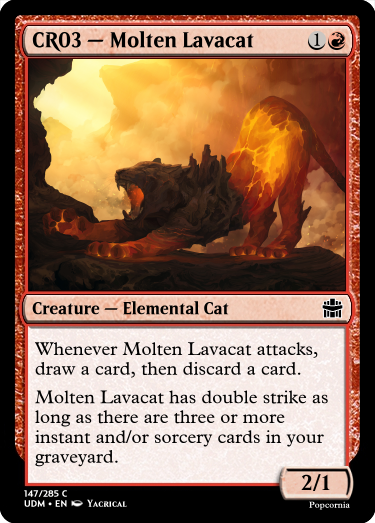 CR03 — Molten Lavacat 1
Creature — Elemental Cat
Whenever Molten Lavacat attacks,
draw a card, then discard a card.
Molten Lavacat has double strike as
long as there are three or more
instant and/or sorcery cards in your
graveyard.
2/1
147/285 C
UDM • EN Yacrical
Popcornia